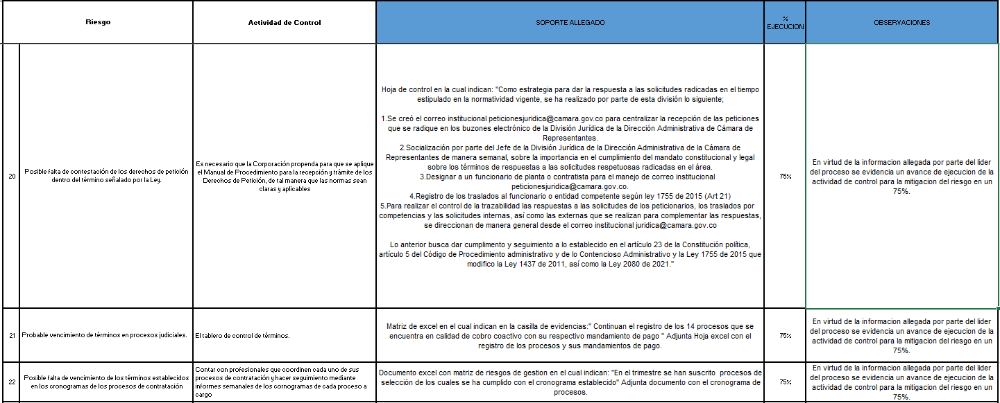 Riesgo
Actividad de Control
SOPORTE ALLEGADO
%
EJECUCION
OBSERVACIONES
20
Posible falta de contestación de los derechos de petición
dentro del término señalado por la Ley.
Es necesario que la Corporación propenda para que se aplique
el Manual de Procedimiento para la recepción y trámite de los
Derechos de Petición, de tal manera que las normas sean
claras y aplicables
Hoja de control en la cual indican: "Como estrategia para dar la respuesta a las solicitudes radicadas en el tiempo
estipulado en la normatividad vigente, se ha realizado por parte de esta división lo siguiente;
1.Se creó el correo institucional peticionesjuridica@camara.gov.co para centralizar la recepción de las peticiones
que se radique en los buzones electrónico de la División Jurídica de la Dirección Administrativa de Cámara de
Representantes.
2.Socialización por parte del Jefe de la División Jurídica de la Dirección Administrativa de la Cámara de
Representantes de manera semanal, sobre la importancia en el cumplimiento del mandato constitucional y legal
sobre los términos de respuestas a las solicitudes respetuosas radicadas en el área.
3.Designar a un funcionario de planta o contratista para el manejo de correo institucional
peticionesjuridica@camara.gov.co.
4.Registro de los traslados al funcionario o entidad competente según ley 1755 de 2015 (Art 21)
5.Para realizar el control de la trazabilidad las respuestas a las solicitudes de los peticionarios, los traslados por
competencias y las solicitudes internas, así como las externas que se realizan para complementar las respuestas,
se direccionan de manera general desde el correo institucional juridica@camara.gov.co
Lo anterior busca dar cumplimento y seguimiento a lo establecido en el artículo 23 de la Constitución política,
artículo 5 del Código de Procedimiento administrativo y de lo Contencioso Administrativo y la Ley 1755 de 2015 que
modifico la Ley 1437 de 2011, así como la Ley 2080 de 2021."
75%
En virtud de la informacion allegada por parte del lider
del proceso se evidencia un avance de ejecucion de la
actividad de control para la mitigacion del riesgo en un
75%.
21
Probable vencimiento de términos en procesos judiciales.
El tablero de control de términos.
Matriz de excel en el cual indican en la casilla de evidencias:" Continuan el registro de los 14 procesos que se
encuentra en calidad de cobro coactivo con su respectivo mandamiento de pago " Adjunta Hoja excel con el
registro de los procesos y sus mandamientos de pago.
75%
En virtud de la informacion allegada por parte del lider
del proceso se evidencia un avance de ejecucion de la
actividad de control para la mitigacion del riesgo en un
75%.
22
Posible falta de vencimiento de los términos establecidos
en los cronogramas de los procesos de contratación
Contar con profesionales que coordinen cada uno de sus
procesos de contratación y hacer seguimiento mediante
informes semanales de los cornogramas de cada proceso a
cargo
Documento excel con matriz de riesgos de gestion en el cual indican: "En el trimestre se han suscrito procesos de
selección de los cuales se ha cumplido con el cronograma establecido" Adjunta documento con el cronograma de
procesos.
75%
En virtud de la informacion allegada por parte del lider
del proceso se evidencia un avance de ejecucion de la
actividad de control para la mitigacion del riesgo en un
75%.